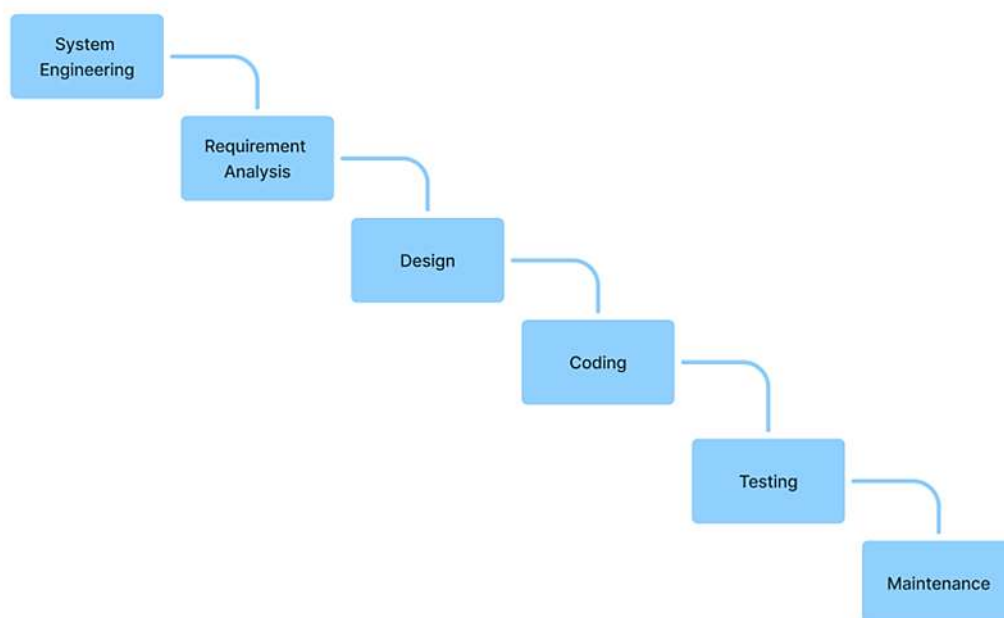 System
Engineering
Requirement
Analysis
Design
Coding
Testing
Maintenance